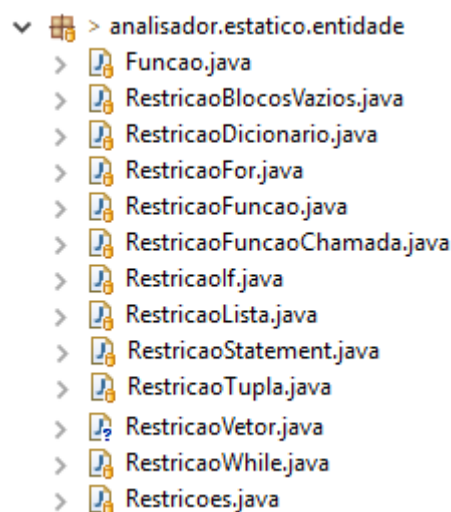 > analisador.estatico.entidade
Funcao.java
RestricaoBlocosVazios.java
RestricaoDicionario.java
RestricaoFor.java
RestricaoFuncao.java
RestricaoFuncaoChamada.java
RestricaoIf.java
RestricaoLista.java
RestricaoStatement.java
RestricaoTupla.java
RestricaoVetor.java
RestricaoWhile.java
Restricoes.java